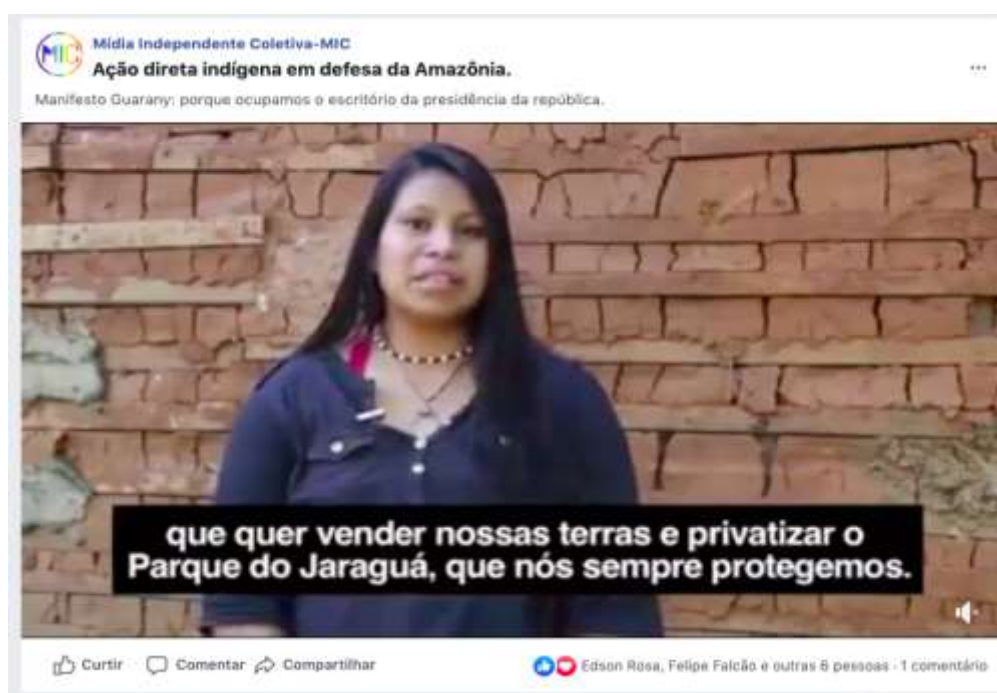 MIC
Mídia Independente Coletiva-MIC
Ação direta indígena em defesa da Amazônia.
Manifesto Guarany: porque ocupamos o escritório da presidência da república.
que quer vender nossas terras e privatizar o
Parque do Jaraguá, que nós sempre protegemos.
Curtir Comentar Compartilhar Edson Rosa, Felipe Falcão e outras 6 pessoas · 1 comentário